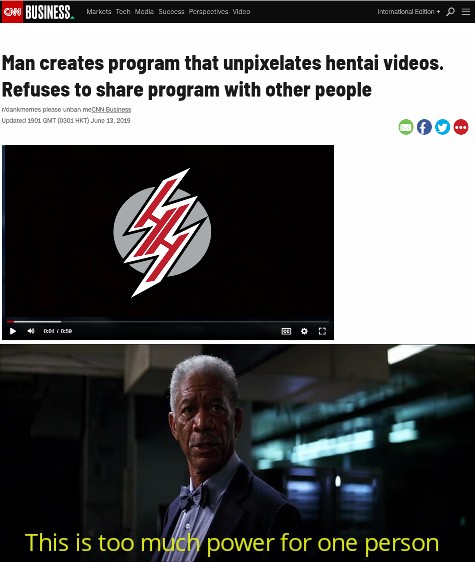 CNN BUSINESS Markets Tech Media Success Perspectives Video International Edition +
Man creates program that unpixelates hentai videos.
Refuses to share program with other people
r/dankmemes please unban meCNN Business
Updated 1901 GMT (0301 HKT) June 13, 2019
HH
0:01 / 0:59
CC
This is too much power for one person